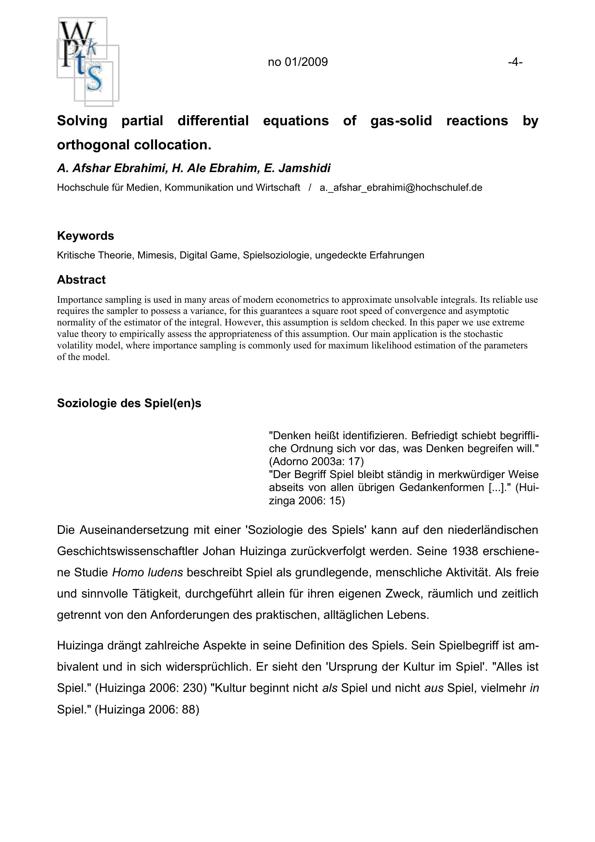 W
Pkts
no 01/2009 -4-
Solving partial differential equations of gas-solid reactions by
orthogonal collocation.
A. Afshar Ebrahimi, H. Ale Ebrahim, E. Jamshidi
Hochschule für Medien, Kommunikation und Wirtschaft / a._afshar_ebrahimi@hochschulef.de
Keywords
Kritische Theorie, Mimesis, Digital Game, Spielsoziologie, ungedeckte Erfahrungen
Abstract
Importance sampling is used in many areas of modern econometrics to approximate unsolvable integrals. Its reliable use
requires the sampler to possess a variance, for this guarantees a square root speed of convergence and asymptotic
normality of the estimator of the integral. However, this assumption is seldom checked. In this paper we use extreme
value theory to empirically assess the appropriateness of this assumption. Our main application is the stochastic
volatility model, where importance sampling is commonly used for maximum likelihood estimation of the parameters
of the model.
Soziologie des Spiel(en)s
"Denken heißt identifizieren. Befriedigt schiebt begriffli-
che Ordnung sich vor das, was Denken begreifen will."
(Adorno 2003a: 17)
"Der Begriff Spiel bleibt ständig in merkwürdiger Weise
abseits von allen übrigen Gedankenformen [...]." (Hui-
zinga 2006: 15)
Die Auseinandersetzung mit einer 'Soziologie des Spiels' kann auf den niederländischen
Geschichtswissenschaftler Johan Huizinga zurückverfolgt werden. Seine 1938 erschiene-
ne Studie Homo ludens beschreibt Spiel als grundlegende, menschliche Aktivität. Als freie
und sinnvolle Tätigkeit, durchgeführt allein für ihren eigenen Zweck, räumlich und zeitlich
getrennt von den Anforderungen des praktischen, alltäglichen Lebens.
Huizinga drängt zahlreiche Aspekte in seine Definition des Spiels. Sein Spielbegriff ist am-
bivalent und in sich widersprüchlich. Er sieht den 'Ursprung der Kultur im Spiel'. "Alles ist
Spiel." (Huizinga 2006: 230) "Kultur beginnt nicht als Spiel und nicht aus Spiel, vielmehr in
Spiel." (Huizinga 2006: 88)